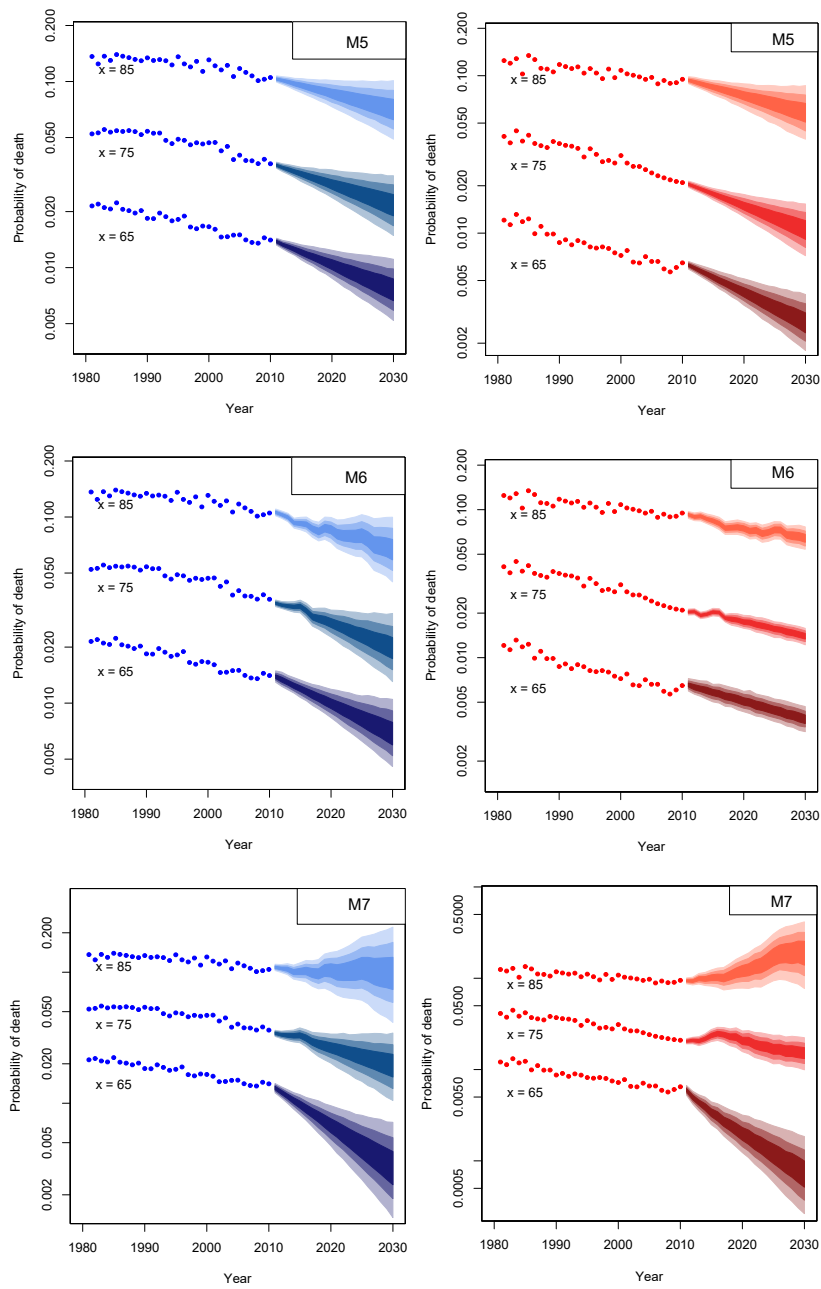 M5
0.200
0.100
0.050
0.020
0.010
0.005
Probability of death
x = 85
x = 75
x = 65
1980 1990 2000 2010 2020 2030
Year
M5
0.200
0.100
0.050
0.020
0.010
0.005
0.002
Probability of death
x = 85
x = 75
x = 65
1980 1990 2000 2010 2020 2030
Year
M6
0.200
0.100
0.050
0.020
0.010
0.005
Probability of death
x = 85
x = 75
x = 65
1980 1990 2000 2010 2020 2030
Year
M6
0.200
0.100
0.050
0.020
0.010
0.005
0.002
Probability of death
x = 85
x = 75
x = 65
1980 1990 2000 2010 2020 2030
Year
M7
0.200
0.050
0.020
0.005
0.002
Probability of death
x = 85
x = 75
x = 65
1980 1990 2000 2010 2020 2030
Year
M7
0.5000
0.0500
0.0050
0.0005
Probability of death
x = 85
x = 75
x = 65
1980 1990 2000 2010 2020 2030
Year